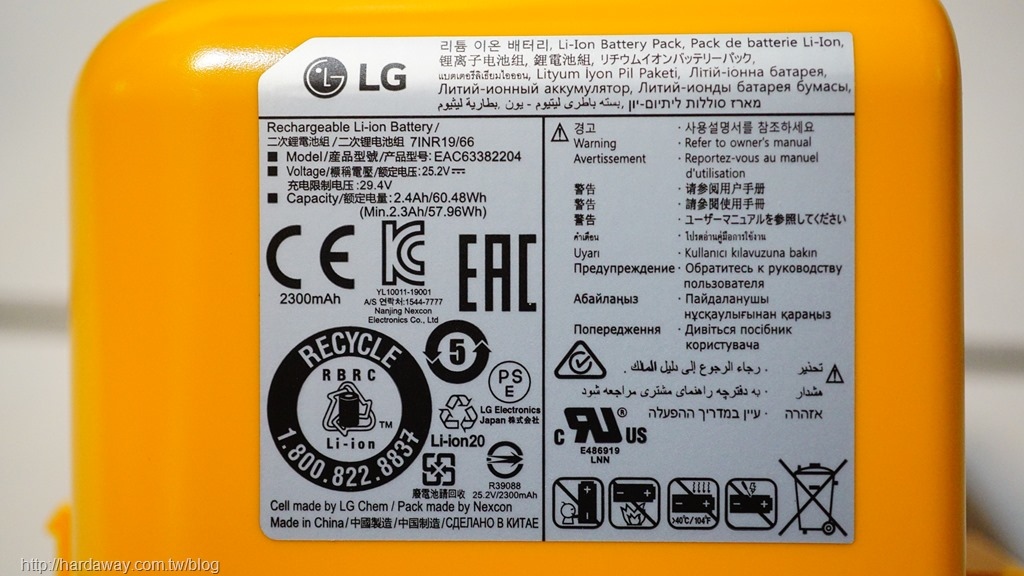 LG
리튬 이온 배터리, Li-Ion Battery Pack, Pack de batterie Li-Ion,
锂离子电池组, 鋰電池組, リチウムイオンバッテリーパック,
แบตเตอรี่ลิเธียมไอออน, Lityum İyon Pil Paketi, Літій-іонна батарея,
Литий-ионный аккумулятор, Литий-ионды батарея бумасы,
מארז סוללות ליתיום-יון, بسته باطری لیتیوم - یون, بطارية ليثيوم
Rechargeable Li-ion Battery /
二次鋰電池組 / 二次锂电池组 7INR19/66
■ Model/産品型號/产品型号: EAC63382204
■ Voltage/標稱電壓/额定电压: 25.2V
充电限制电压: 29.4V
■ Capacity/额定电量: 2.4Ah/60.48Wh
(Min.2.3Ah/57.96Wh)
CE
2300mAh
KC
YL10011-19001
A/S 연락처:1544-7777
Nanjing Nexcon
Electronics Co., Ltd
EAC
RECYCLE
RBRC
TM
Li-ion
1.800.822.8837
5
PS
E
LG Electronics
Japan 株式会社
Li-ion20
廢電池請回收
R39088
25.2V/2300mAh
Cell made by LG Chem / Pack made by Nexcon
Made in China / 中國製造 / 中国制造 / СДЕЛАНО В КИТАЕ
경고 · 사용설명서를 참조하세요
Warning · Refer to owner's manual
Avertissement · Reportez-vous au manuel
d'utilisation
警告 · 请参阅用户手册
警告 · 請參閱使用手冊
警告 · ユーザーマニュアルを参照してください
คำเตือน · โปรดอ่านคู่มือการใช้งาน
Uyarı · Kullanıcı kılavuzuna bakın
Предупреждение · Обратитесь к руководству
пользователя
Абайлаңыз · Пайдаланушы
нұсқаулығынан қараңыз
Попередження · Дивіться посібник
користувача
تحذير · رجاء الرجوع إلى دليل الملك .
هشدار · به دفترچه راهنمای مشتری مراجعه شود
אזהרה · עיין במדריך ההפעלה
c RU ® US
E486919
LNN
>40°C/104°F
http://hardaway.com.tw/blog